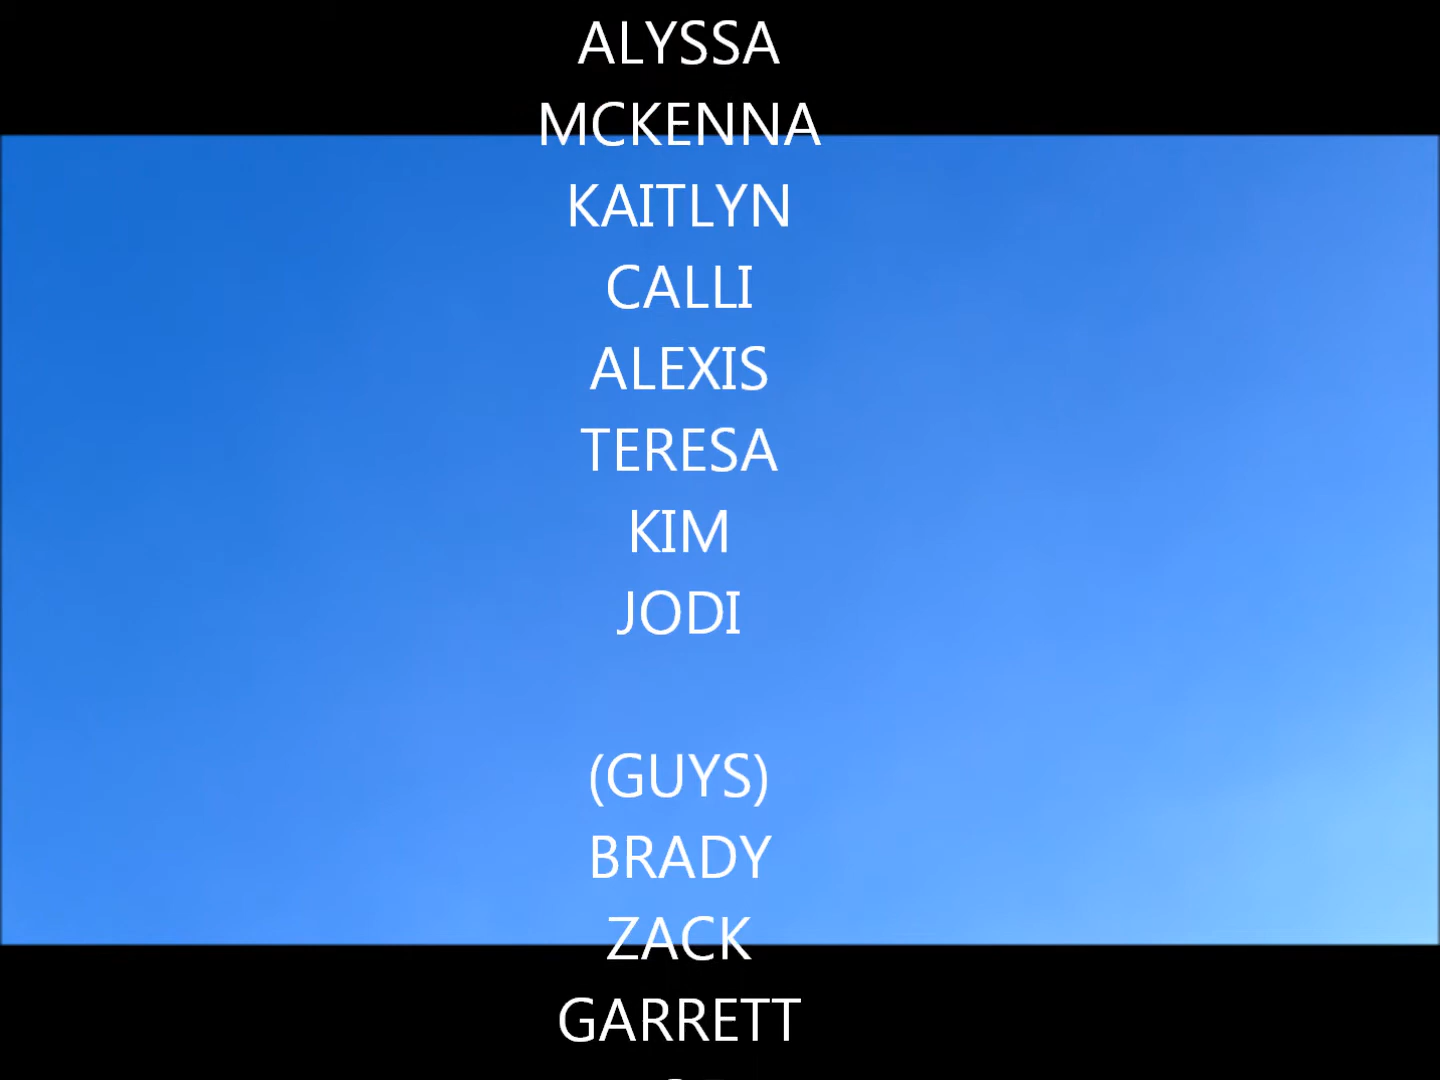 ALYSSA
MCKENNA
KAITLYN
CALLI
ALEXIS
TERESA
KIM
JODI
(GUYS)
BRADY
ZACK
GARRETT